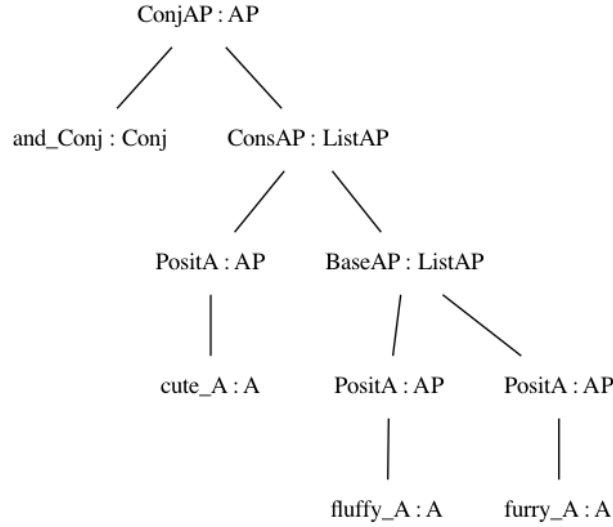 ConjAP : AP
and_Conj : Conj
ConsAP : ListAP
PositA : AP
BaseAP : ListAP
cute_A : A
PositA : AP
PositA : AP
fluffy_A : A
furry_A : A